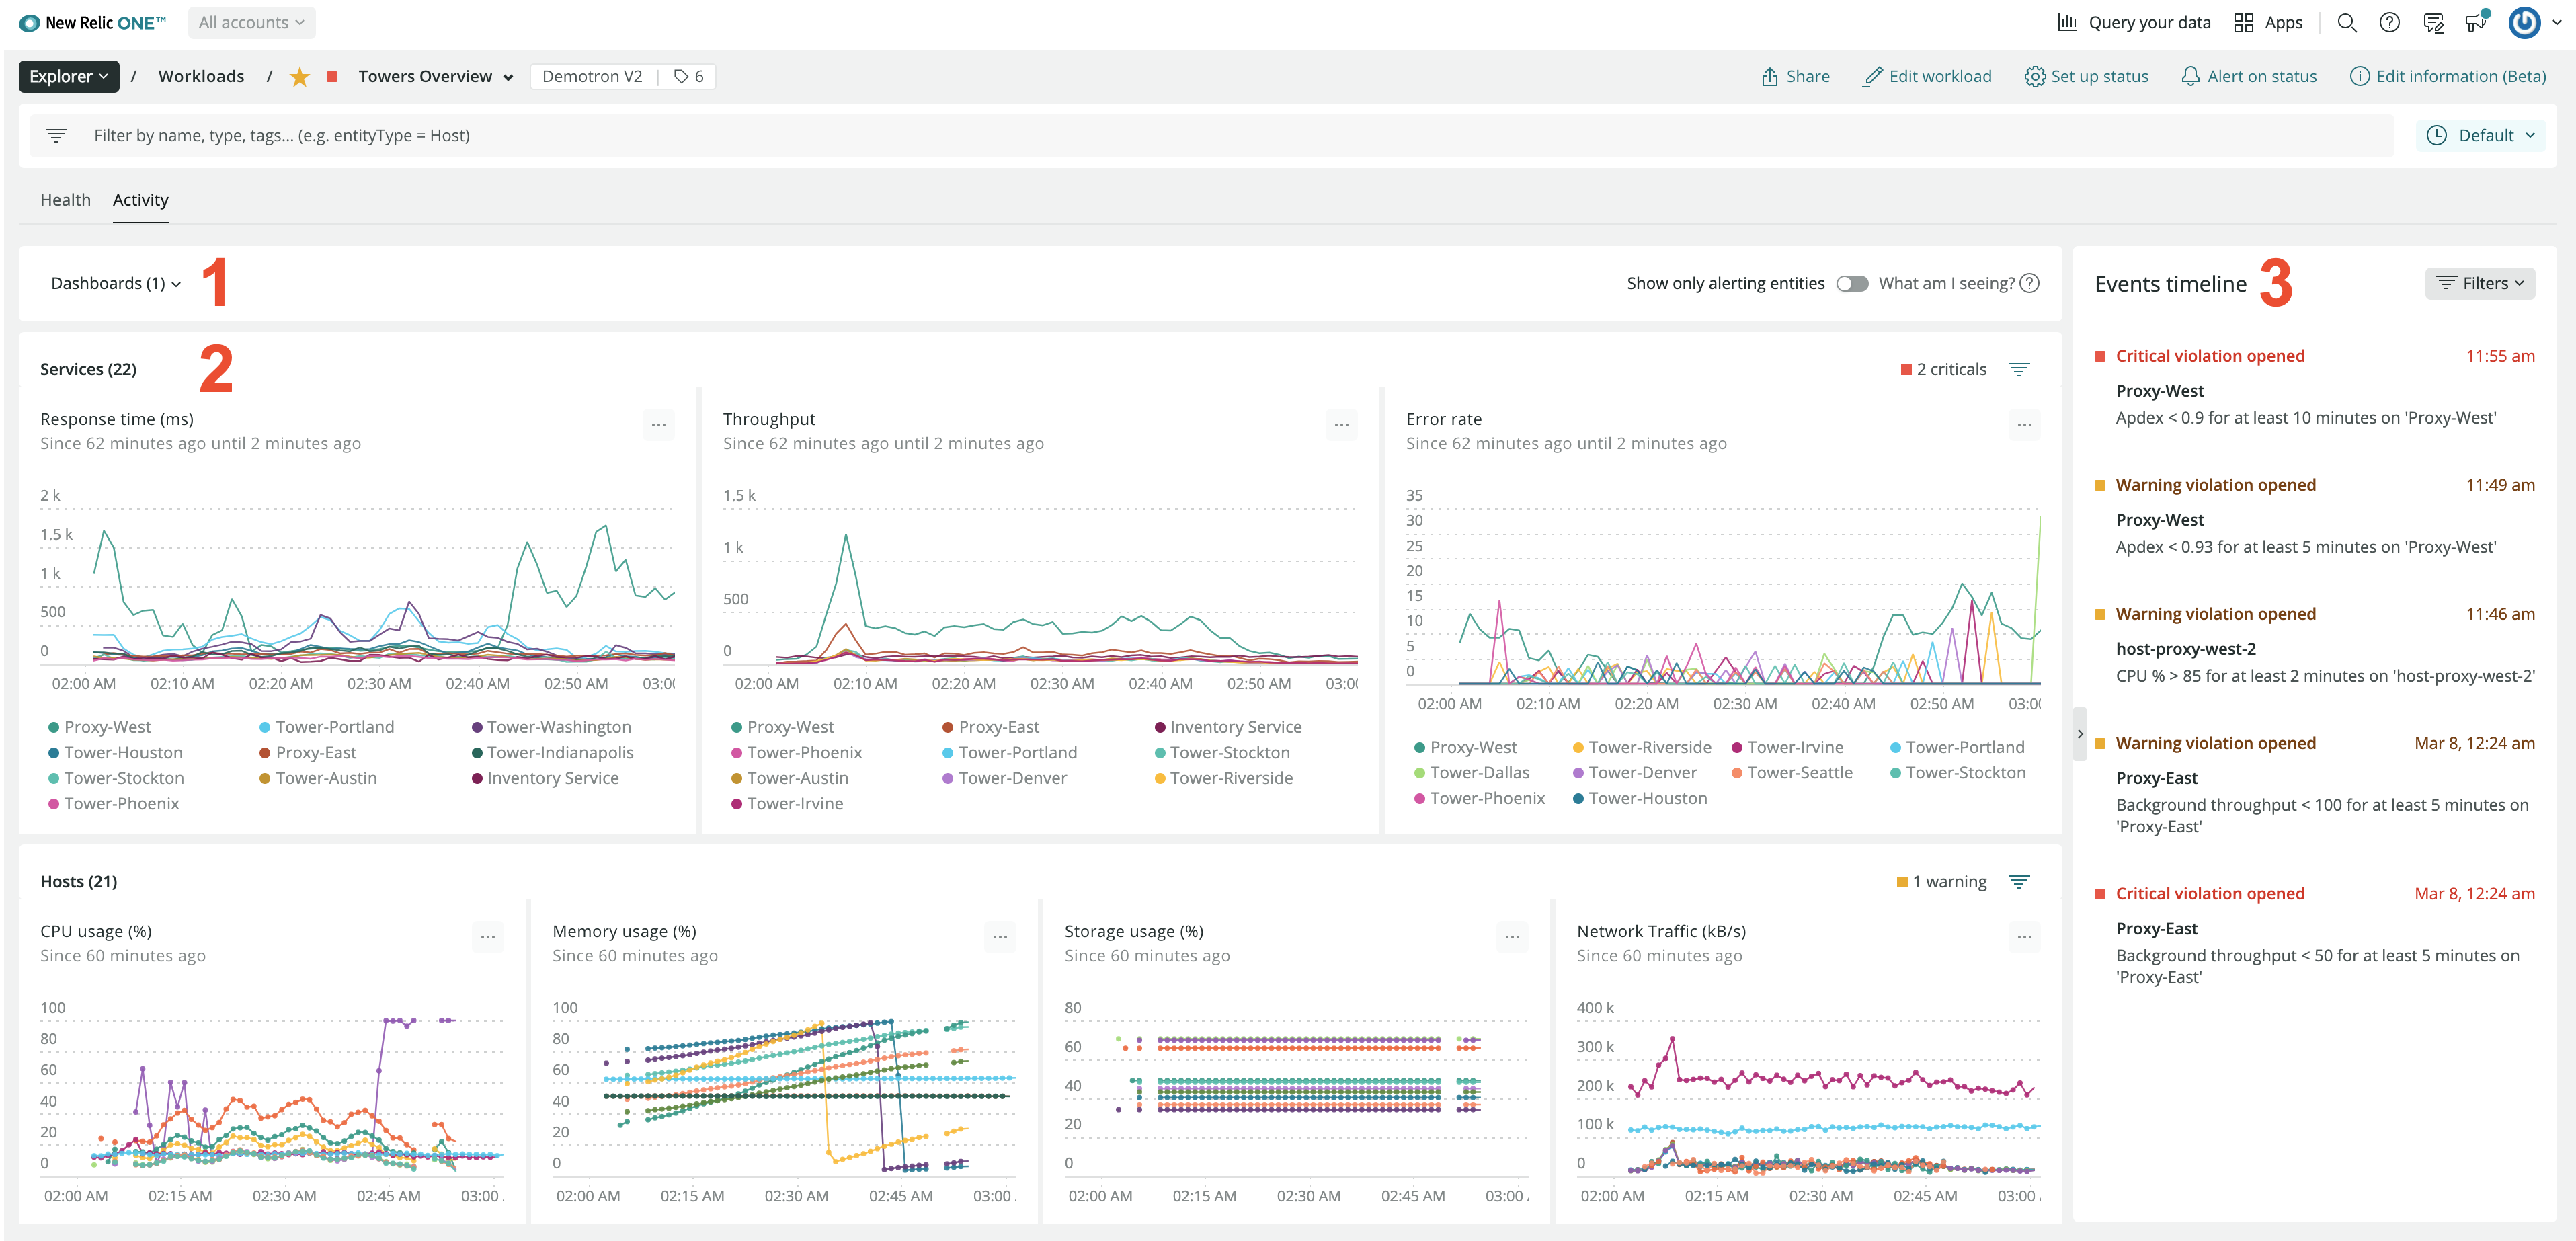 New Relic ONE™ All accounts Query your data Apps
Explorer / Workloads / Towers Overview Demotron V2 | 6 Share Edit workload Set up status Alert on status Edit information (Beta)
Filter by name, type, tags... (e.g. entityType = Host) Default
Health Activity
Dashboards (1) 1 Show only alerting entities What am I seeing? ?
Services (22) 2 2 criticals
Response time (ms) ...
Since 62 minutes ago until 2 minutes ago
2 k
1.5 k
1 k
500
0
02:00 AM 02:10 AM 02:20 AM 02:30 AM 02:40 AM 02:50 AM 03:00
Proxy-West Tower-Portland Tower-Washington
Tower-Houston Proxy-East Tower-Indianapolis
Tower-Stockton Tower-Austin Inventory Service
Tower-Phoenix
Throughput ...
Since 62 minutes ago until 2 minutes ago
1.5 k
1 k
500
0
02:00 AM 02:10 AM 02:20 AM 02:30 AM 02:40 AM 02:50 AM 03:00
Proxy-West Proxy-East Inventory Service
Tower-Phoenix Tower-Portland Tower-Stockton
Tower-Austin Tower-Denver Tower-Riverside
Tower-Irvine
Error rate ...
Since 62 minutes ago until 2 minutes ago
35
30
25
20
15
10
5
0
02:00 AM 02:10 AM 02:20 AM 02:30 AM 02:40 AM 02:50 AM 03:00
Proxy-West Tower-Riverside Tower-Irvine Tower-Portland
Tower-Dallas Tower-Denver Tower-Seattle Tower-Stockton
Tower-Phoenix Tower-Houston
Hosts (21) 1 warning
CPU usage (%) ...
Since 60 minutes ago
100
80
60
40
20
0
02:00 AM 02:15 AM 02:30 AM 02:45 AM 03:00
Memory usage (%) ...
Since 60 minutes ago
100
80
60
40
20
0
02:00 AM 02:15 AM 02:30 AM 02:45 AM 03:00
Storage usage (%) ...
Since 60 minutes ago
80
60
40
20
0
02:00 AM 02:15 AM 02:30 AM 02:45 AM 03:00
Network Traffic (kB/s) ...
Since 60 minutes ago
400 k
300 k
200 k
100 k
0
02:00 AM 02:15 AM 02:30 AM 02:45 AM 03:00
Events timeline 3 Filters
Critical violation opened 11:55 am
Proxy-West
Apdex < 0.9 for at least 10 minutes on 'Proxy-West'
Warning violation opened 11:49 am
Proxy-West
Apdex < 0.93 for at least 5 minutes on 'Proxy-West'
Warning violation opened 11:46 am
host-proxy-west-2
CPU % > 85 for at least 2 minutes on 'host-proxy-west-2'
Warning violation opened Mar 8, 12:24 am
Proxy-East
Background throughput < 100 for at least 5 minutes on
'Proxy-East'
Critical violation opened Mar 8, 12:24 am
Proxy-East
Background throughput < 50 for at least 5 minutes on
'Proxy-East'